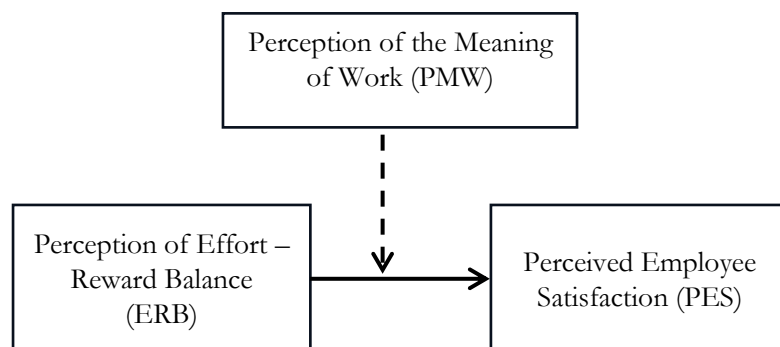 Perception of the Meaning
of Work (PMW)
Perception of Effort –
Reward Balance
(ERB)
Perceived Employee
Satisfaction (PES)